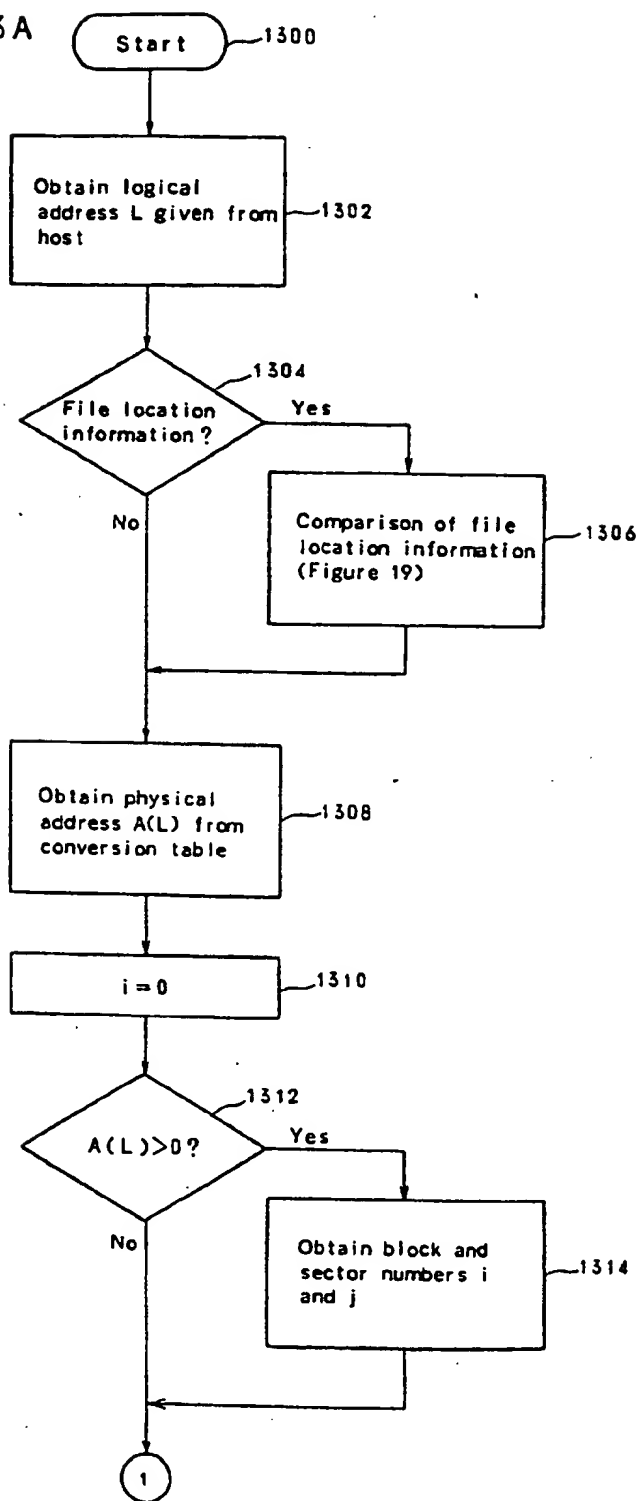 3A
Start
1300
Obtain logical
address L given from
host
1302
1304
File location
information?
Yes
No
Comparison of file
location information
(Figure 19)
1306
Obtain physical
address A(L) from
conversion table
1308
i=0
1310
1312
A(L)>0?
Yes
No
Obtain block and
sector numbers i
and j
1314
1